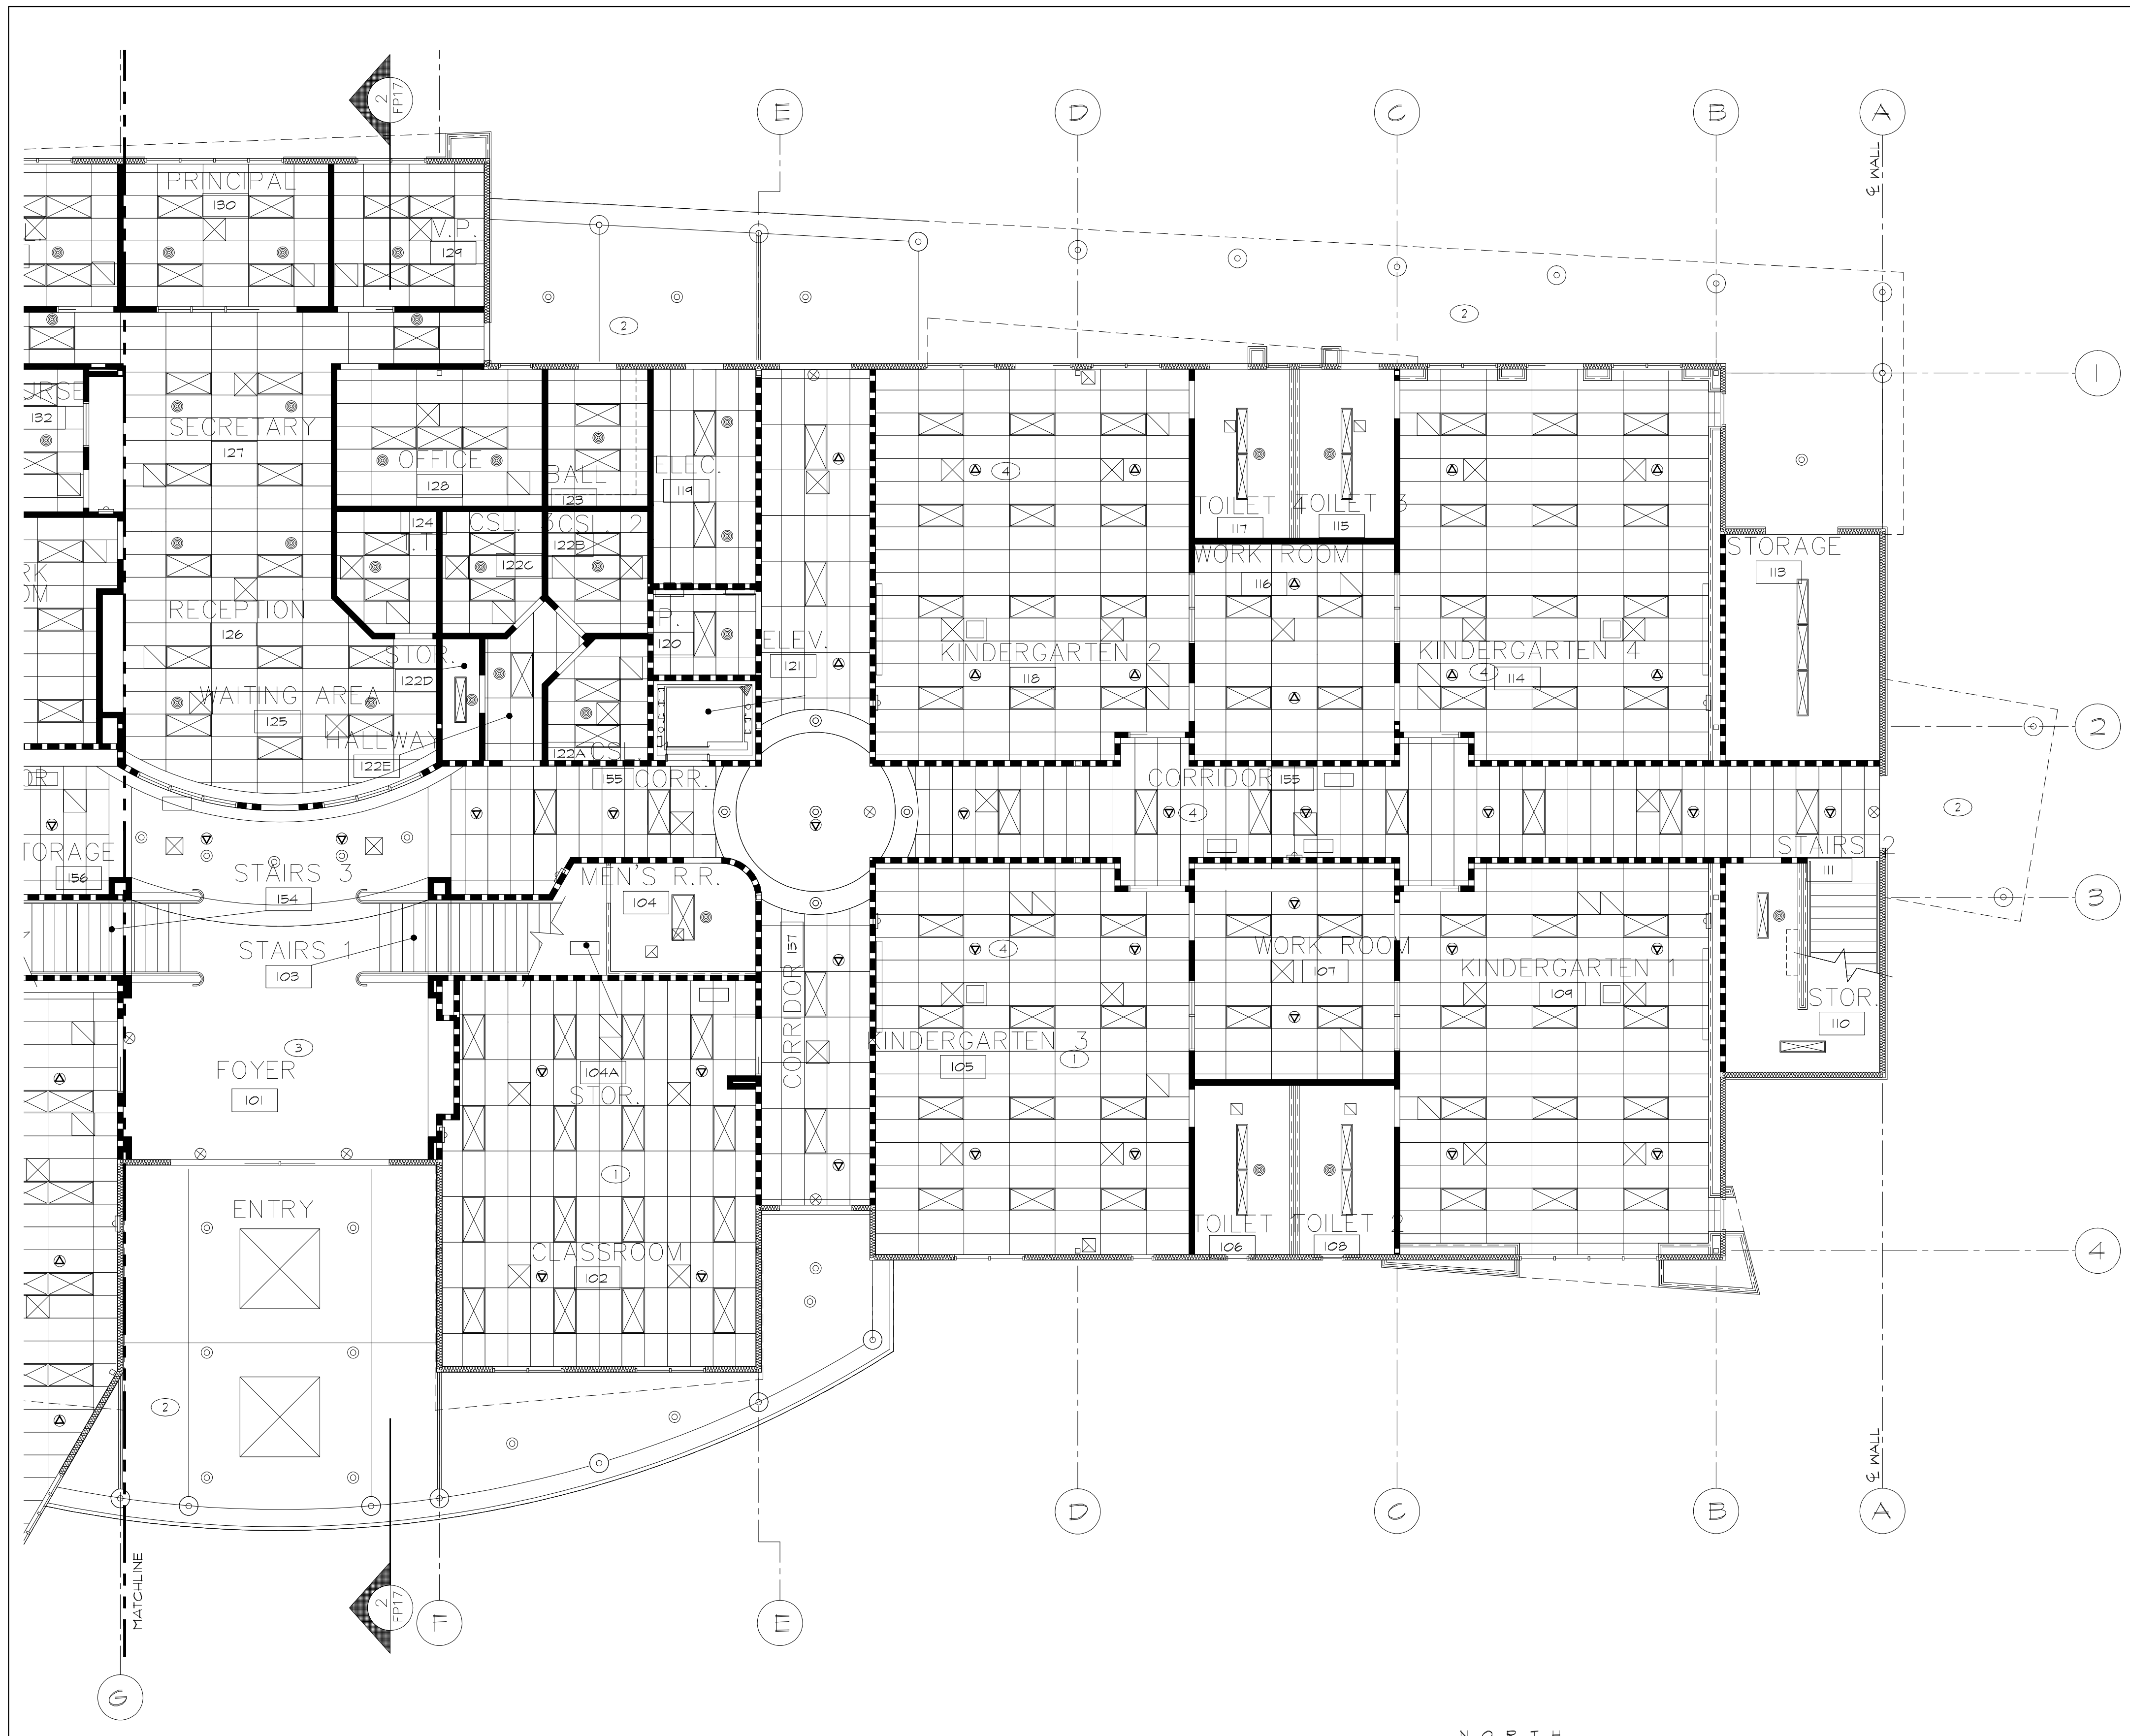 2
FP17
E
D
C
B
A
℄ WALL
PRINCIPAL
130
V.P.
129
2
2
1
132
SECRETARY
127
OFFICE
128
BALL
123
ELEC.
119
4
TOILET 4
117
TOILET 3
115
STORAGE
113
124
I.T.
CSL. 3
122C
CSL. 2
122B
WORK ROOM
116
RECEPTION
126
STOR.
122D
P.
120
ELEV.
121
KINDERGARTEN 2
118
KINDERGARTEN 4
4
114
WAITING AREA
125
HALLWAY
122E
122A
CSL.
2
155
CORR.
CORRIDOR
155
4
2
STORAGE
156
STAIRS 3
154
MEN'S R.R.
104
STAIRS 2
111
3
STAIRS 1
103
CORRIDOR
157
4
WORK ROOM
107
KINDERGARTEN 1
109
STOR.
110
FOYER
3
101
104A
STOR.
KINDERGARTEN 3
105
1
1
ENTRY
CLASSROOM
102
TOILET 1
106
TOILET 2
108
4
2
℄ WALL
D
C
B
A
MATCHLINE
2
FP17
F
E
G
NORTH